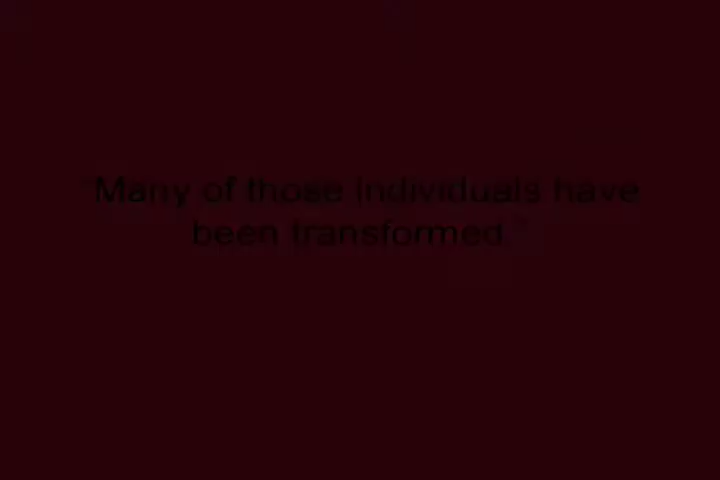 "Many of those individuals have
been transformed."